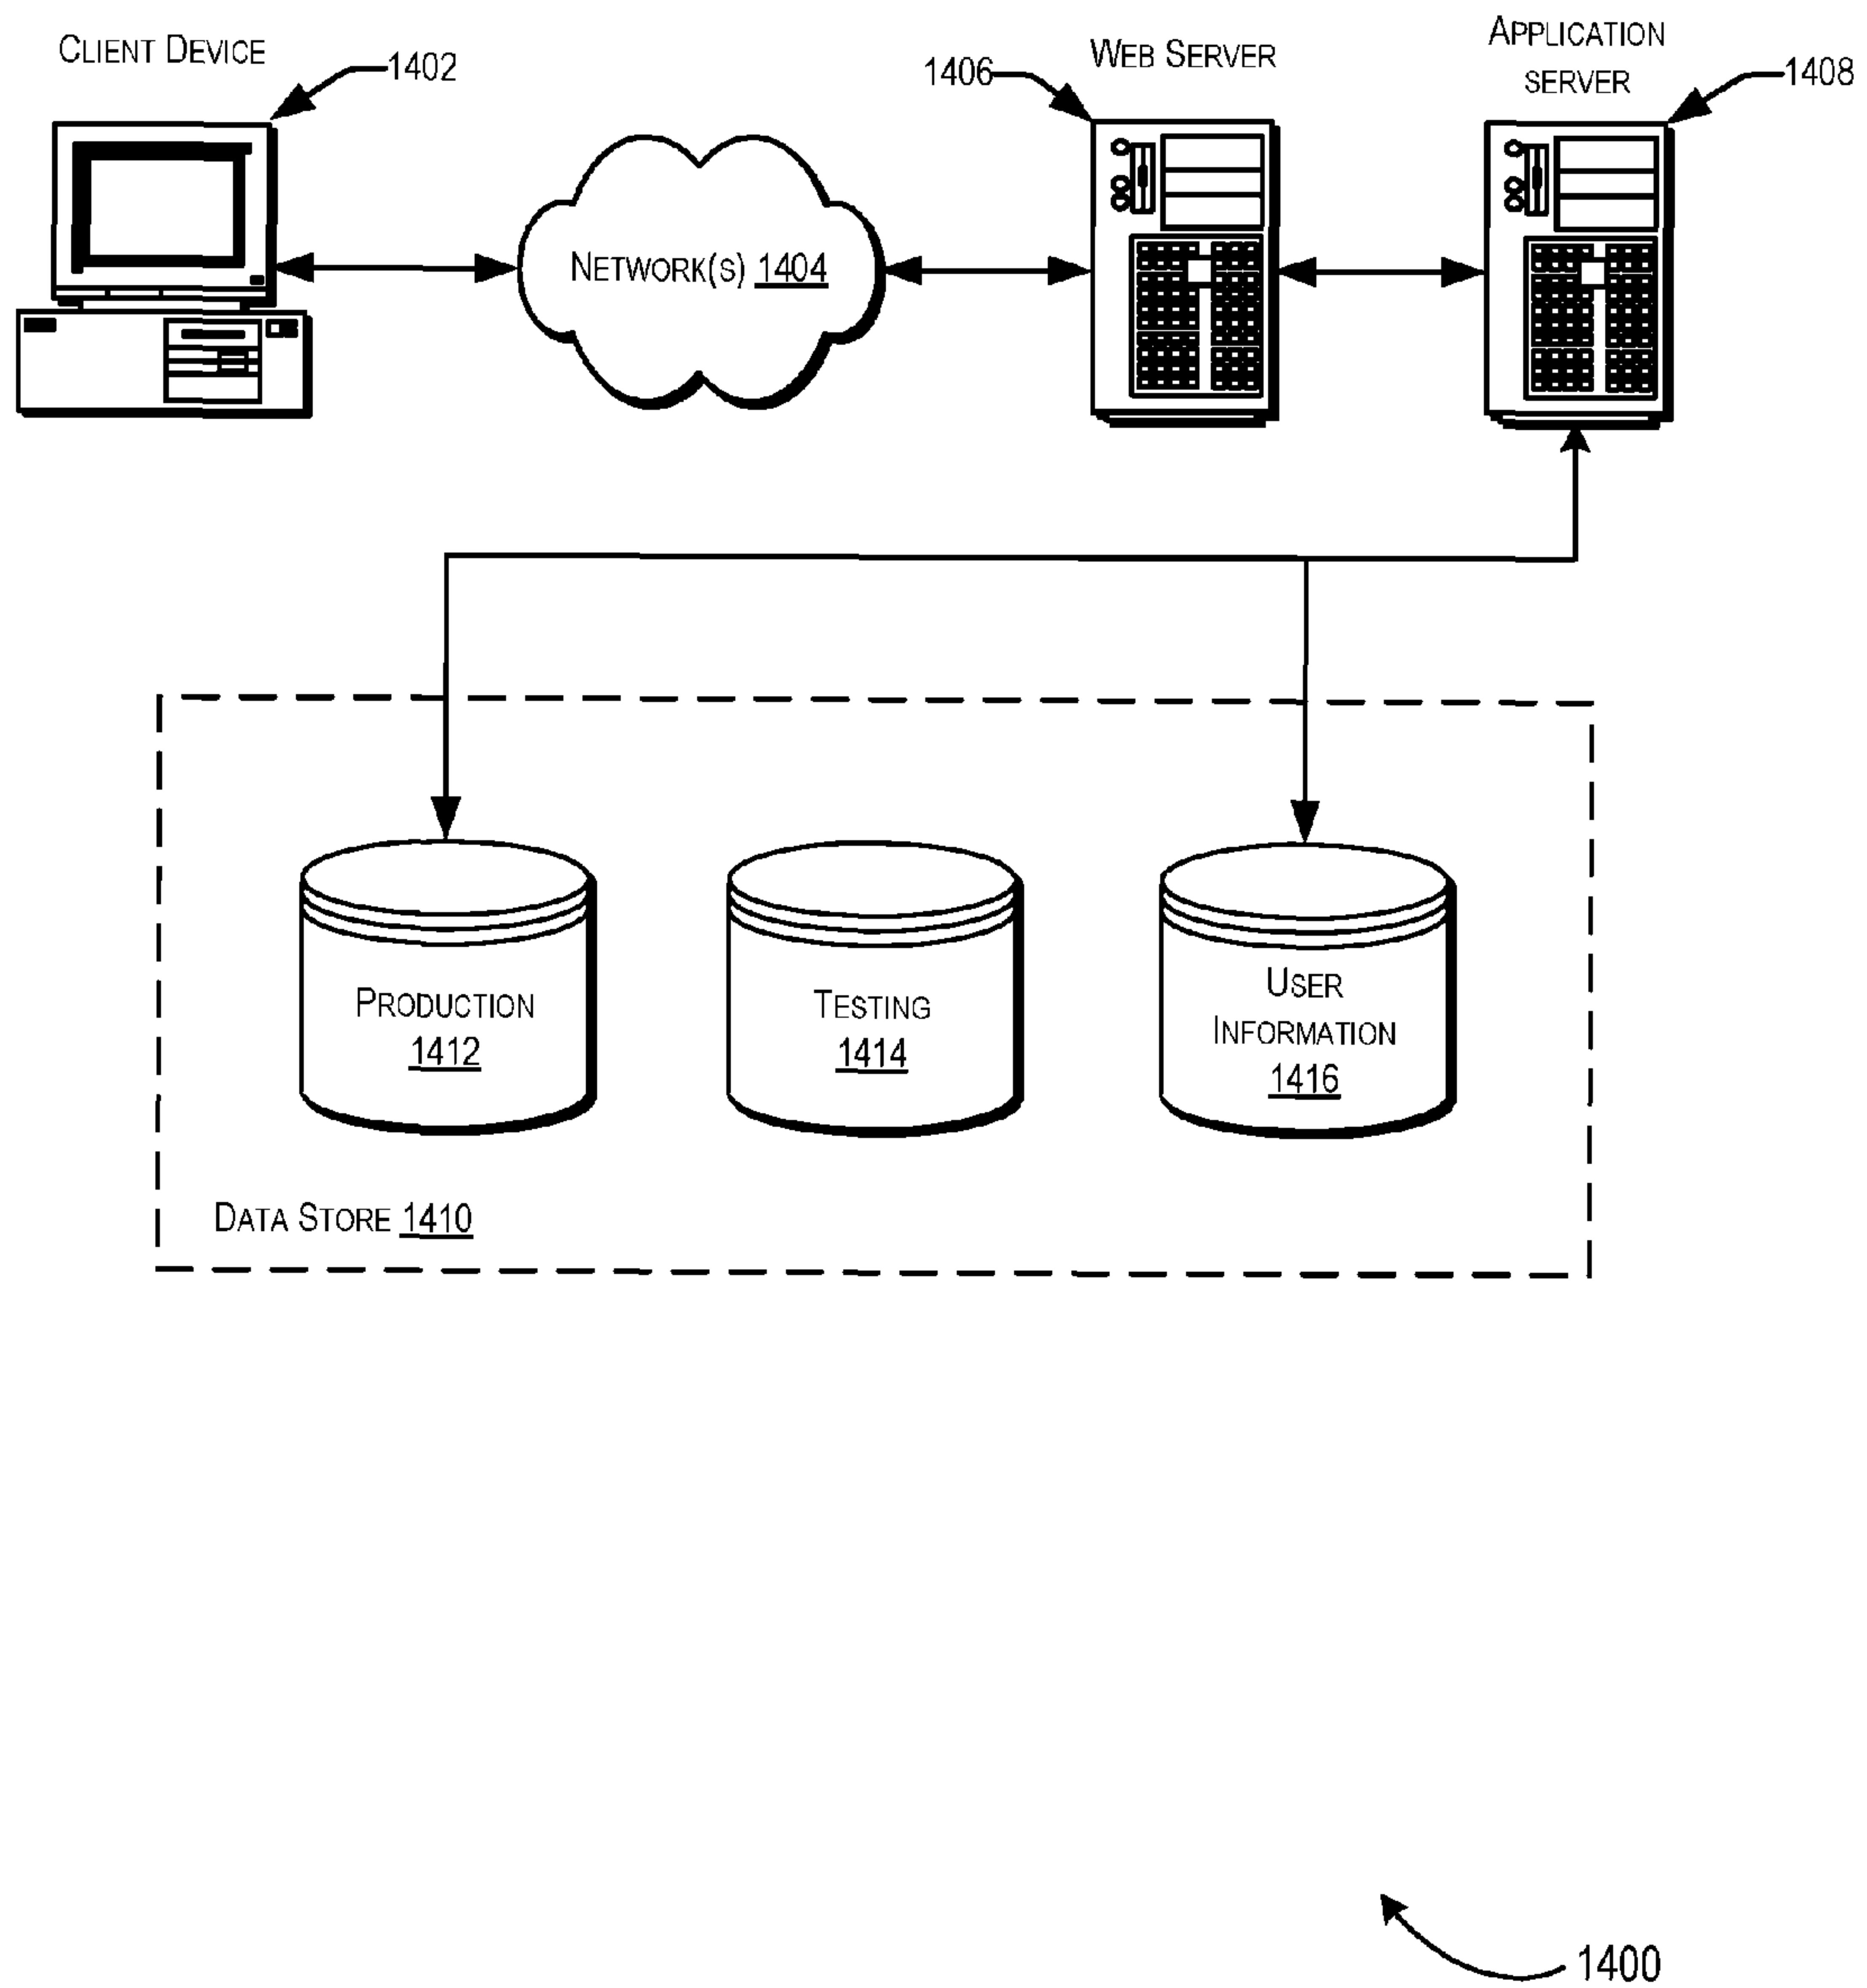 CLIENT DEVICE
1402
1406
WEB SERVER
APPLICATION
SERVER
1408
NETWORK(S) 1404
PRODUCTION
1412
TESTING
1414
USER
INFORMATION
1416
DATA STORE 1410
1400